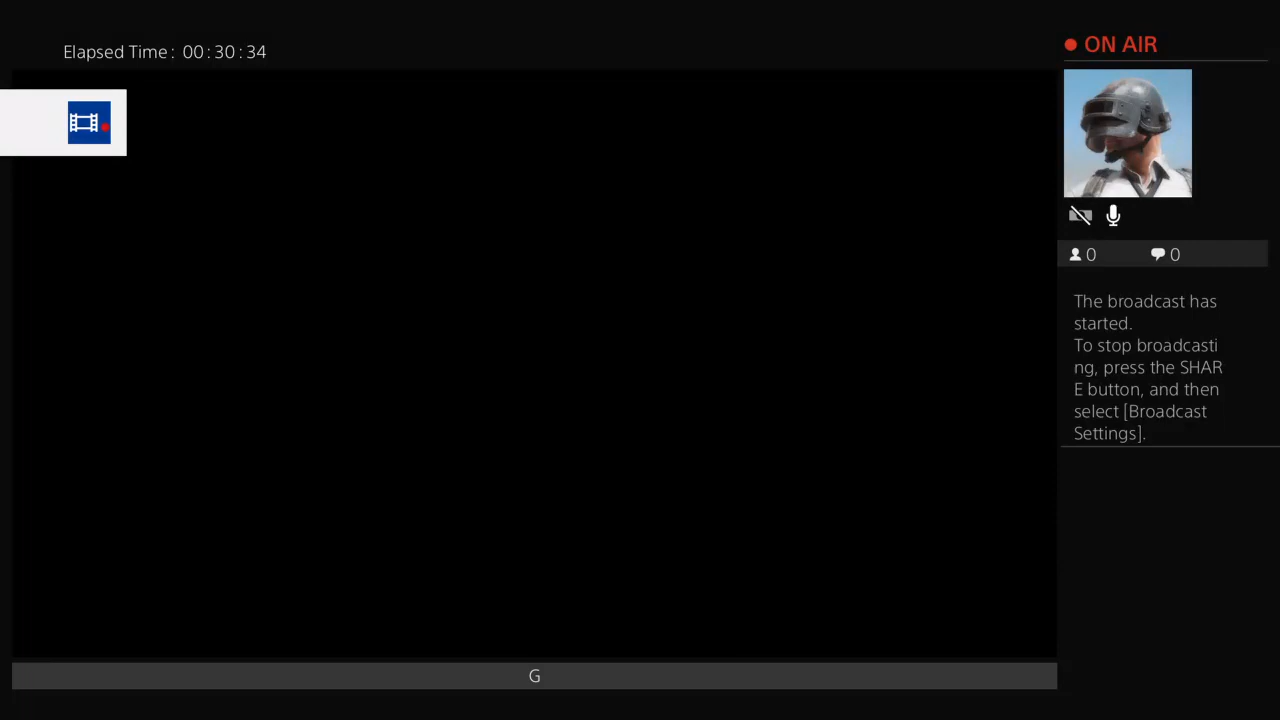 Elapsed Time: 00:30:34
ON AIR
0 0
The broadcast has
started.
To stop broadcasti
ng, press the SHAR
E button, and then
select [Broadcast
Settings].
G